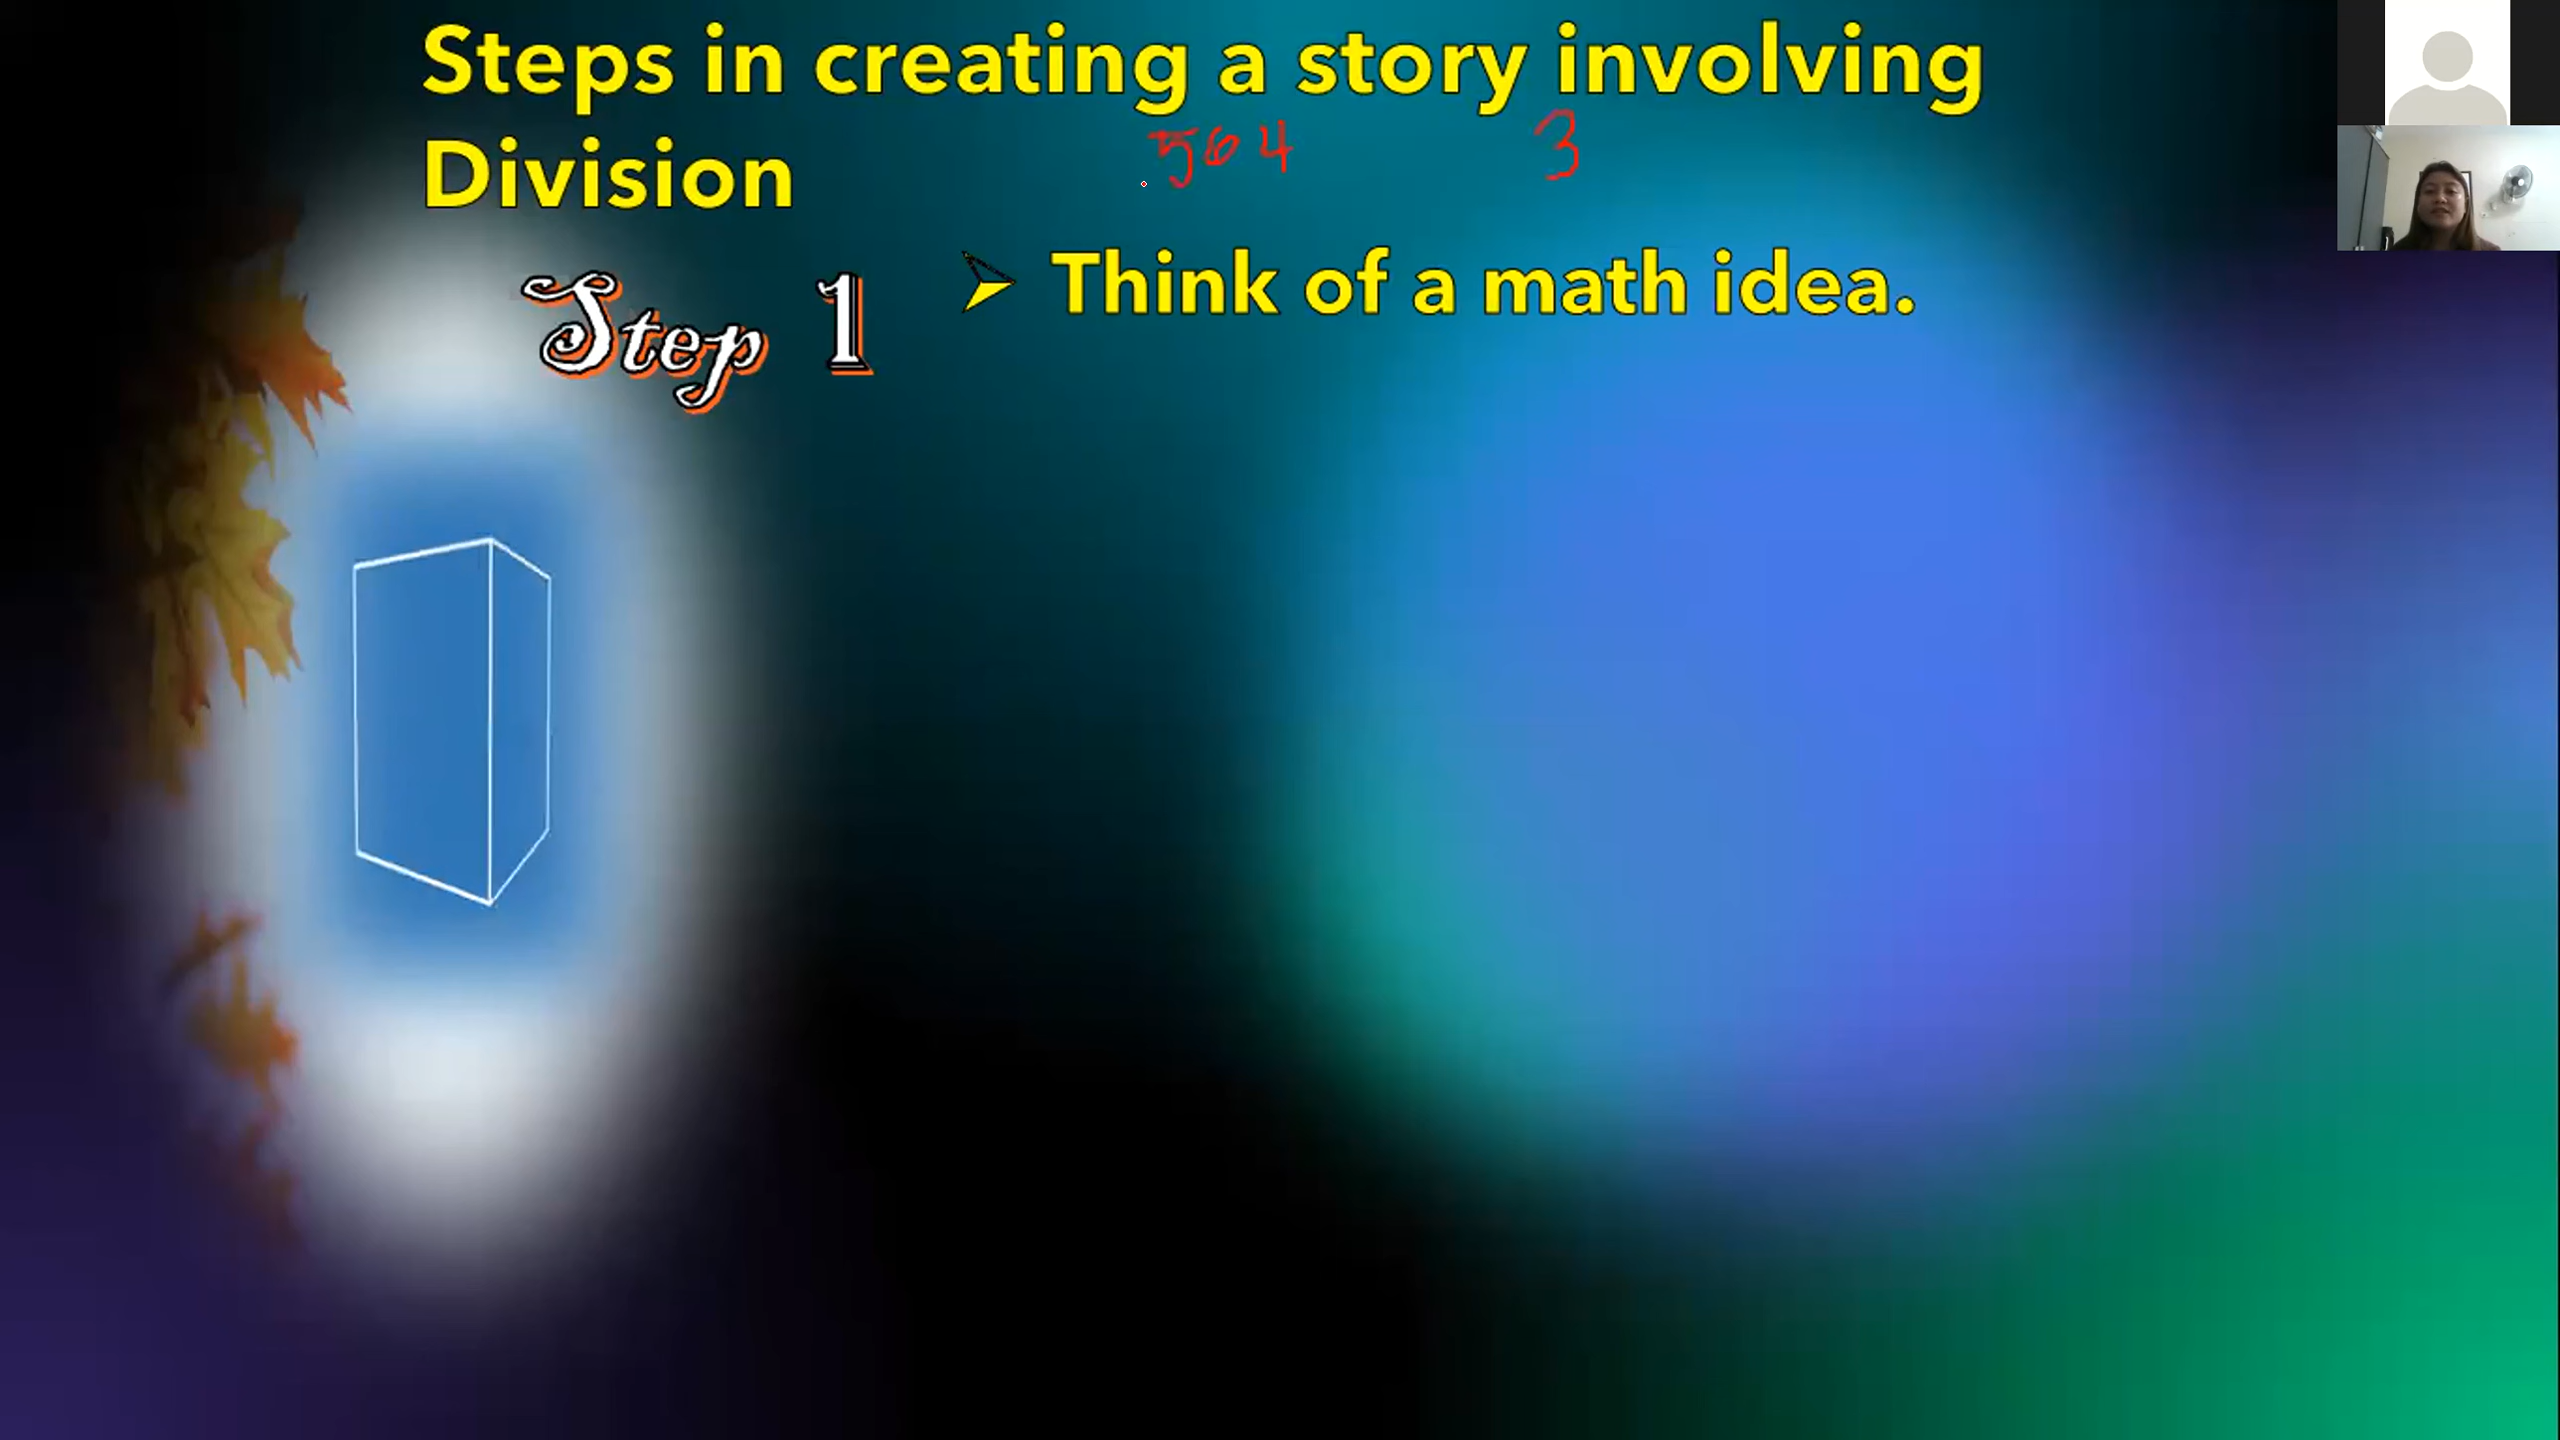 Steps in creating a story involving
Division
564 3
Step 1
Think of a math idea.